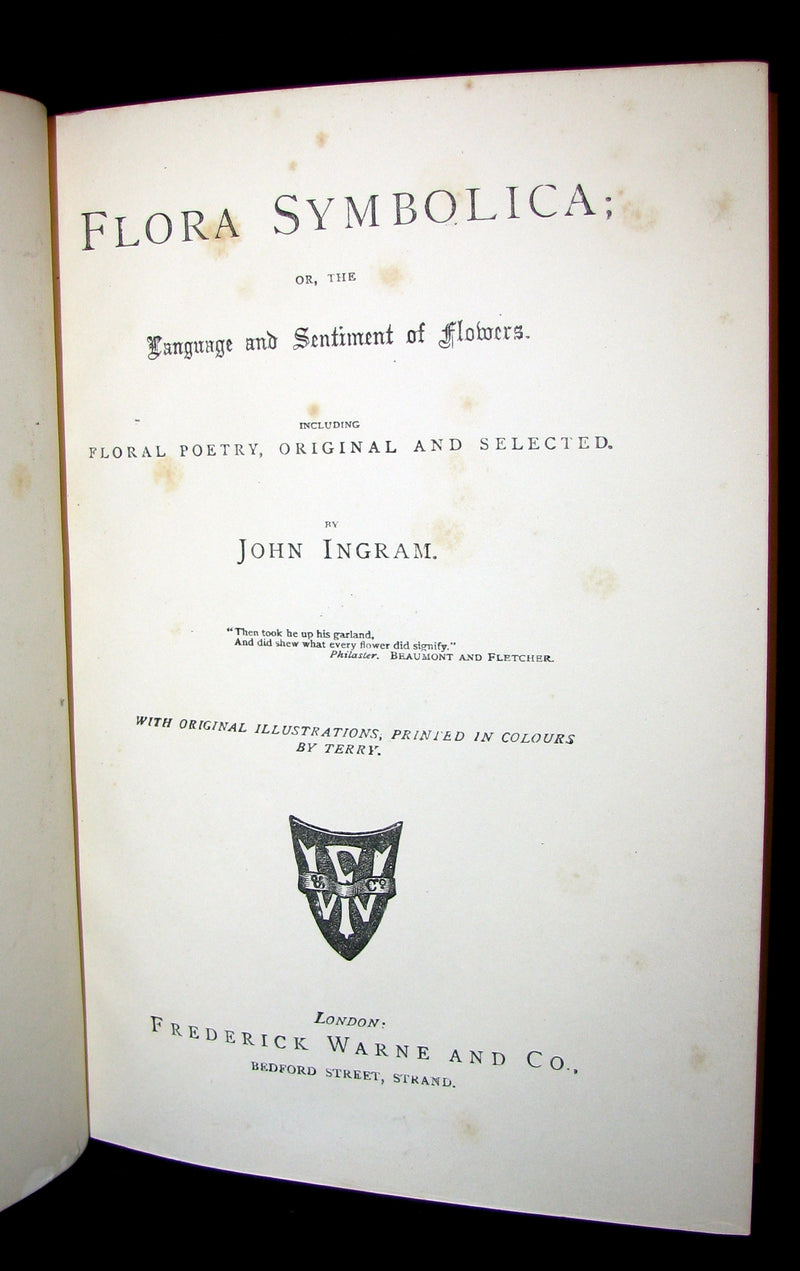 FLORA SYMBOLICA;
OR, THE
Language and Sentiment of Flowers.
INCLUDING
FLORAL POETRY, ORIGINAL AND SELECTED.
BY
JOHN INGRAM.
"Then took he up his garland,
And did shew what every flower did signify."
Philaster. BEAUMONT AND FLETCHER.
WITH ORIGINAL ILLUSTRATIONS, PRINTED IN COLOURS
BY TERRY.
F W
& Co
LONDON:
FREDERICK WARNE AND CO.,
BEDFORD STREET, STRAND.